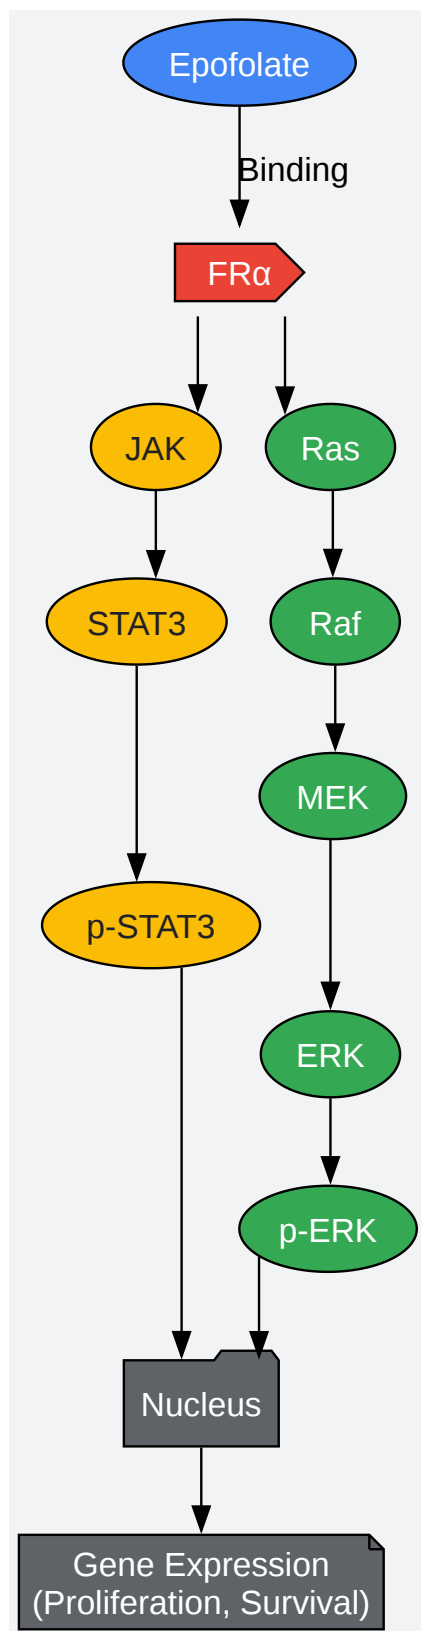 Epofolate
Binding
FRα
JAK
Ras
STAT3
Raf
MEK
p-STAT3
ERK
p-ERK
Nucleus
Gene Expression
(Proliferation, Survival)